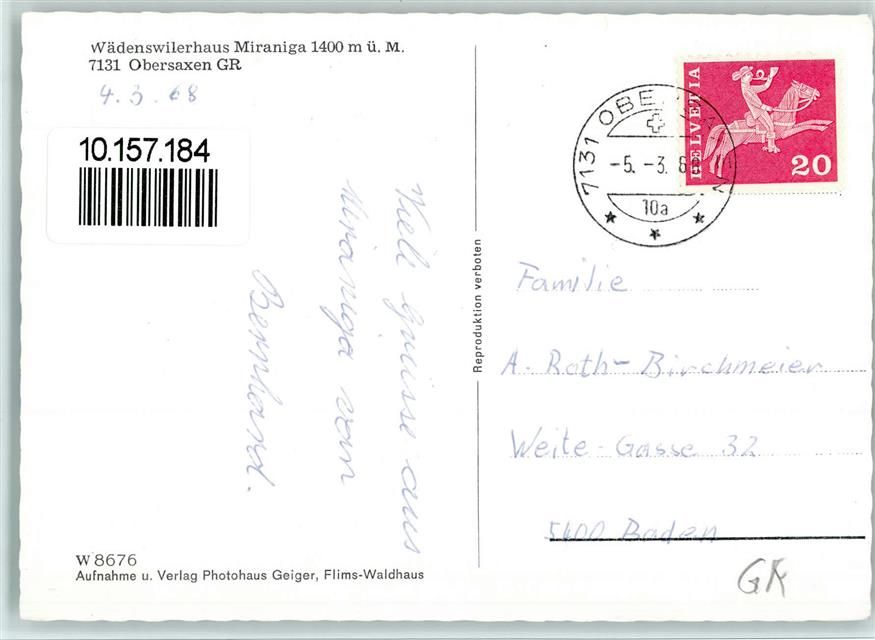 Wädenswilerhaus Miraniga 1400 m ü. M.
7131 Obersaxen GR
4.3.68
10.157.184
Viele Grüsse aus
Miraniga von
Bernhard.
W 8676
Aufnahme u. Verlag Photohaus Geiger, Flims-Waldhaus
Reproduktion verboten
7131 OBERSAXEN
-5.-3.68
10a
HELVETIA
20
Familie
A. Roth-Birchmeier
Weite-Gasse 32
5400 Baden
GR